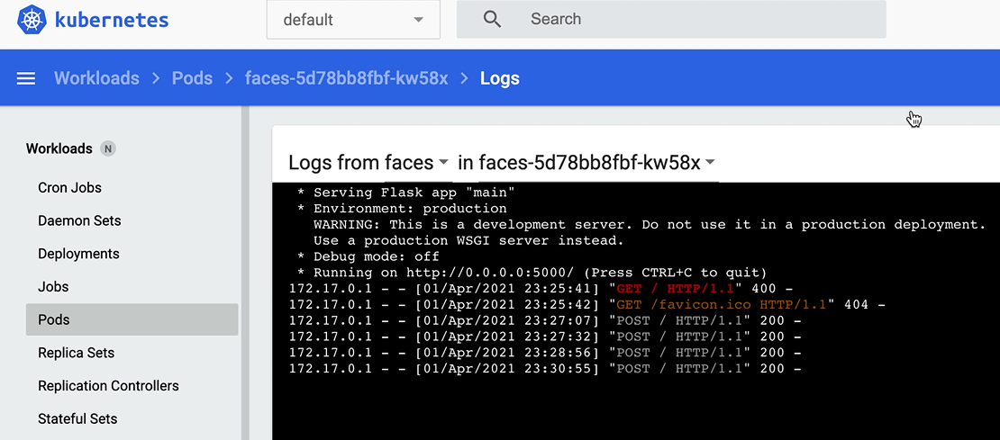 kubernetes
default
Search
Workloads > Pods > faces-5d78bb8fbf-kw58x > Logs
Workloads N
Cron Jobs
Daemon Sets
Deployments
Jobs
Pods
Replica Sets
Replication Controllers
Stateful Sets
Logs from faces in faces-5d78bb8fbf-kw58x
* Serving Flask app "main"
* Environment: production
WARNING: This is a development server. Do not use it in a production deployment.
Use a production WSGI server instead.
* Debug mode: off
* Running on http://0.0.0.0:5000/ (Press CTRL+C to quit)
172.17.0.1 - - [01/Apr/2021 23:25:41] "GET / HTTP/1.1" 400 -
172.17.0.1 - - [01/Apr/2021 23:25:42] "GET /favicon.ico HTTP/1.1" 404 -
172.17.0.1 - - [01/Apr/2021 23:27:07] "POST / HTTP/1.1" 200 -
172.17.0.1 - - [01/Apr/2021 23:27:32] "POST / HTTP/1.1" 200 -
172.17.0.1 - - [01/Apr/2021 23:28:56] "POST / HTTP/1.1" 200 -
172.17.0.1 - - [01/Apr/2021 23:30:55] "POST / HTTP/1.1" 200 -